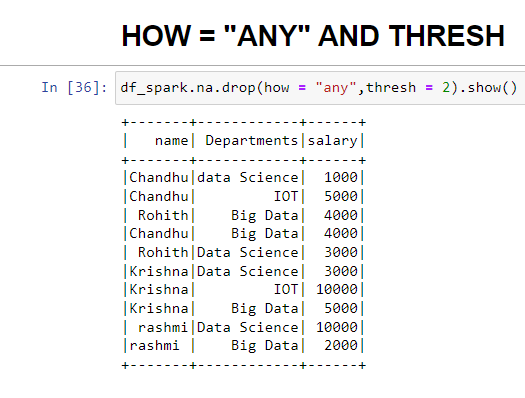 HOW = "ANY" AND THRESH
In [36]: df_spark.na.drop(how = "any",thresh = 2).show()
+-------+------------+------+
|   name| Departments|salary|
+-------+------------+------+
|Chandhu|data Science|  1000|
|Chandhu|         IOT|  5000|
| Rohith|    Big Data|  4000|
|Chandhu|    Big Data|  4000|
| Rohith|Data Science|  3000|
|Krishna|Data Science|  3000|
|Krishna|         IOT| 10000|
|Krishna|    Big Data|  5000|
| rashmi|Data Science| 10000|
|rashmi |    Big Data|  2000|
+-------+------------+------+